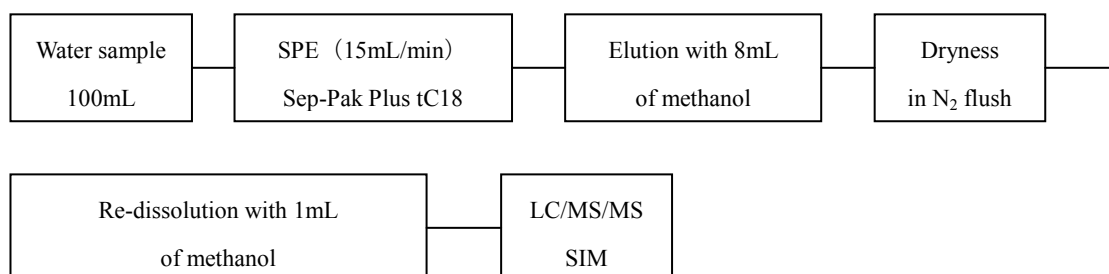 Water sample
100mL
SPE（15mL/min）
Sep-Pak Plus tC18
Elution with 8mL
of methanol
Dryness
in N₂ flush
Re-dissolution with 1mL
of methanol
LC/MS/MS
SIM